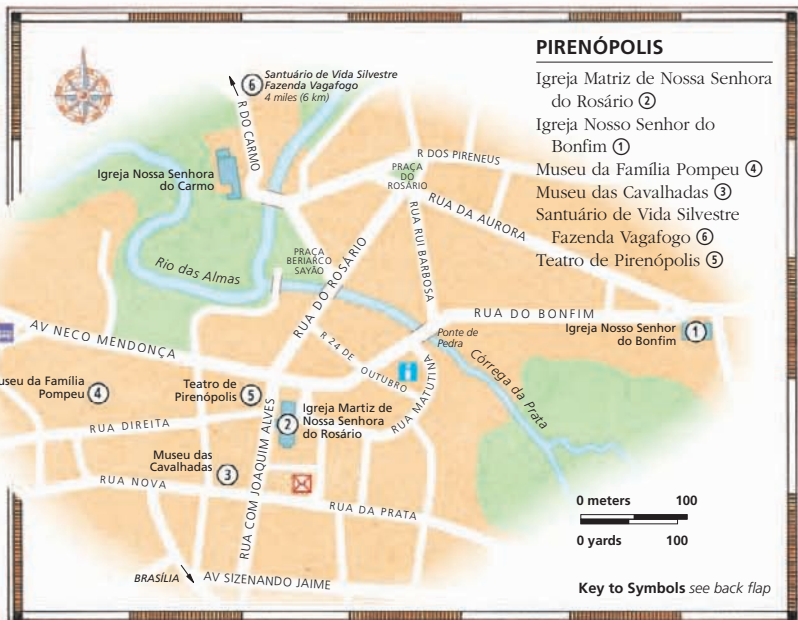 PIRENÓPOLIS
Igreja Matriz de Nossa Senhora
do Rosário 2
Igreja Nosso Senhor do
Bonfim 1
Museu da Família Pompeu 4
Museu das Cavalhadas 3
Santuário de Vida Silvestre
Fazenda Vagafogo 6
Teatro de Pirenópolis 5
6
Santuário de Vida Silvestre
Fazenda Vagafogo
4 miles (6 km)
R DO CARMO
Igreja Nossa Senhora
do Carmo
R DOS PIRENEUS
PRAÇA
DO
ROSÁRIO
RUA DA AURORA
RUA RUI BARBOSA
PRAÇA
BERIARCO
SAYÃO
Rio das Almas
RUA DO ROSÁRIO
RUA DO BONFIM
Igreja Nosso Senhor
do Bonfim
1
Ponte de
Pedra
Córrega da Prata
AV NECO MENDONÇA
R 24 DE
OUTUBRO
i
RUA MATUTINA
useu da Família
Pompeu
4
Teatro de
Pirenópolis
5
Igreja Martiz de
Nossa Senhora
do Rosário
2
RUA DIREITA
Museu das
Cavalhadas
3
RUA NOVA
RUA COM JOAQUIM ALVES
RUA DA PRATA
BRASÍLIA
AV SIZENANDO JAIME
0 meters 100
0 yards 100
Key to Symbols see back flap